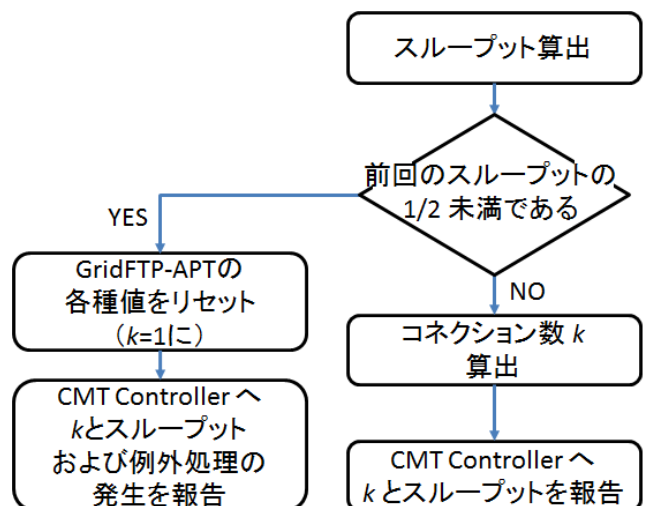 スループット算出
前回のスループットの
1/2 未満である
YES
NO
GridFTP-APTの
各種値をリセット
（k=1に）
コネクション数 k
算出
CMT Controller へ
kとスループット
および例外処理の
発生を報告
CMT Controller へ
k とスループットを報告